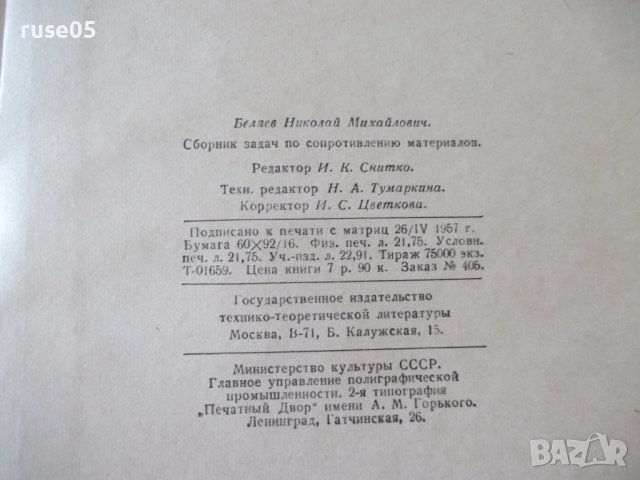 ruse05
Беляев Николай Михайлович.
Сборник задач по сопротивлению материалов.
Редактор И. К. Снитко.
Техн. редактор Н. А. Тумаркина.
Корректор И. С. Цветкова.
Подписано к печати с матриц 26/IV 1957 г.
Бумага 60×92/16. Физ. печ. л. 21,75. Условн.
печ. л. 21,75. Уч.-изд. л. 22,91. Тираж 75000 экз.
Т-01659. Цена книги 7 р. 90 к. Заказ № 405.
Государственное издательство
технико-теоретической литературы
Москва, В-71, Б. Калужская, 15.
Министерство культуры СССР.
Главное управление полиграфической
промышленности. 2-я типография
„Печатный Двор“ имени А. М. Горького.
Ленинград, Гатчинская, 26.
BAZAR
bg